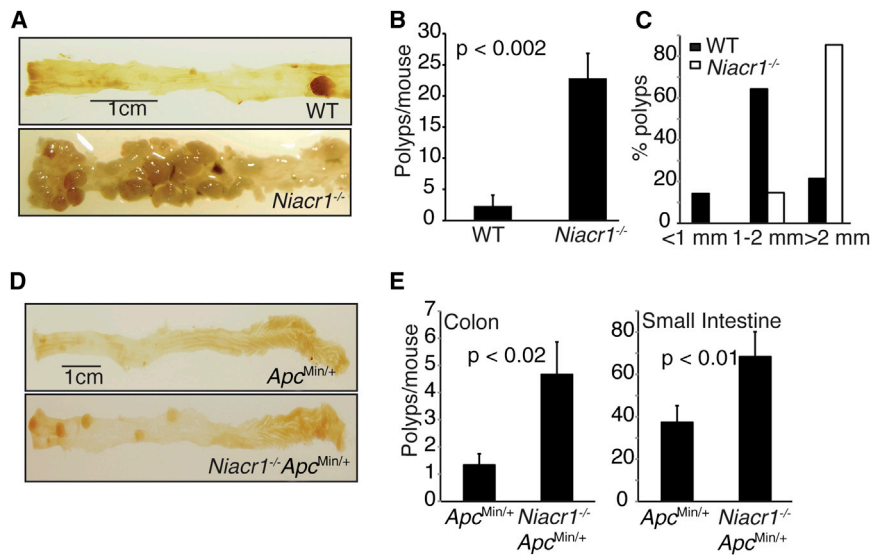 A
1cm
WT
Niacr1-/-
B
Polyps/mouse
p < 0.002
30
25
20
15
10
5
0
WT
Niacr1-/-
C
% polyps
WT
Niacr1-/-
80
60
40
20
0
<1 mm 1-2 mm >2 mm
D
1cm
ApcMin/+
Niacr1-/-ApcMin/+
E
Polyps/mouse
Colon
p < 0.02
7
6
5
4
3
2
1
0
ApcMin/+ Niacr1-/-
ApcMin/+
Small Intestine
p < 0.01
80
60
40
20
0
ApcMin/+ Niacr1-/-
ApcMin/+